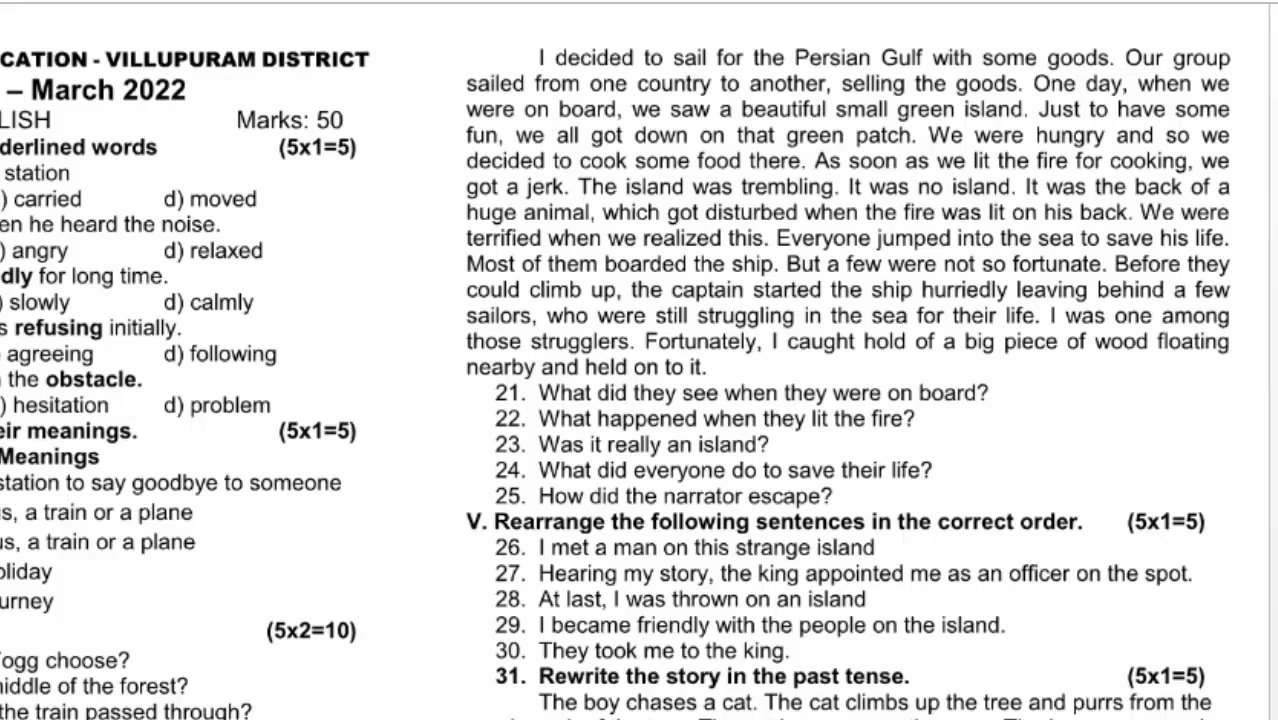 CATION - VILLUPURAM DISTRICT
– March 2022
LISH Marks: 50
derlined words (5x1=5)
station
) carried d) moved
en he heard the noise.
) angry d) relaxed
dly for long time.
) slowly d) calmly
s refusing initially.
agreeing d) following
the obstacle.
) hesitation d) problem
eir meanings. (5x1=5)
Meanings
station to say goodbye to someone
us, a train or a plane
us, a train or a plane
oliday
urney
(5x2=10)
Fogg choose?
middle of the forest?
the train passed through?
I decided to sail for the Persian Gulf with some goods. Our group
sailed from one country to another, selling the goods. One day, when we
were on board, we saw a beautiful small green island. Just to have some
fun, we all got down on that green patch. We were hungry and so we
decided to cook some food there. As soon as we lit the fire for cooking, we
got a jerk. The island was trembling. It was no island. It was the back of a
huge animal, which got disturbed when the fire was lit on his back. We were
terrified when we realized this. Everyone jumped into the sea to save his life.
Most of them boarded the ship. But a few were not so fortunate. Before they
could climb up, the captain started the ship hurriedly leaving behind a few
sailors, who were still struggling in the sea for their life. I was one among
those strugglers. Fortunately, I caught hold of a big piece of wood floating
nearby and held on to it.
21. What did they see when they were on board?
22. What happened when they lit the fire?
23. Was it really an island?
24. What did everyone do to save their life?
25. How did the narrator escape?
V. Rearrange the following sentences in the correct order. (5x1=5)
26. I met a man on this strange island
27. Hearing my story, the king appointed me as an officer on the spot.
28. At last, I was thrown on an island
29. I became friendly with the people on the island.
30. They took me to the king.
31. Rewrite the story in the past tense. (5x1=5)
The boy chases a cat. The cat climbs up the tree and purrs from the